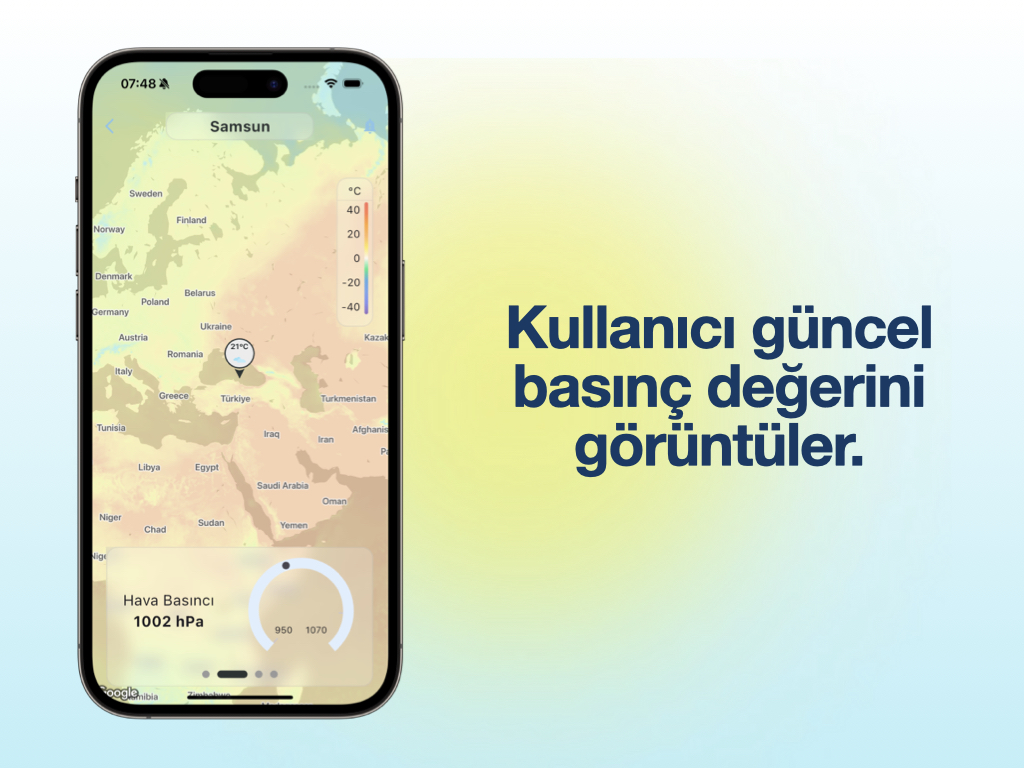 07:48
Samsun
°C
40
20
0
-20
-40
Sweden
Finland
Norway
Denmark
Belarus
Poland
Germany
Ukraine
Austria
Kazak
21°C
Romania
Italy
Greece
Türkiye
Turkmenistan
Tunisia
Iraq
Iran
Afghanis
Libya
Egypt
Saudi Arabia
Oman
Niger
Chad
Sudan
Yemen
Kullanıcı güncel
basınç değerini
görüntüler.
Hava Basıncı
1002 hPa
950 1070
Google